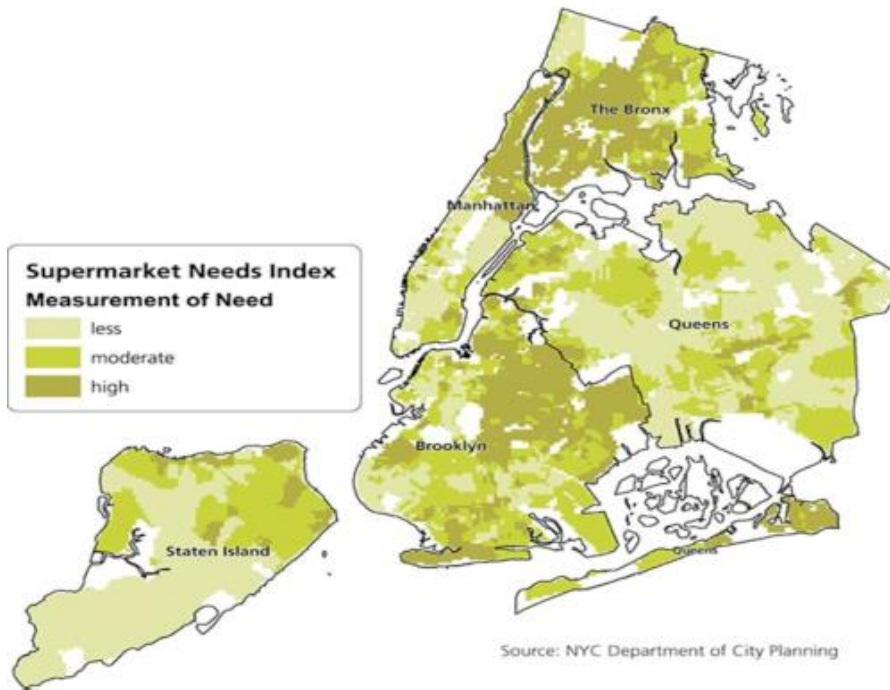 The Bronx
Manhattan
Supermarket Needs Index
Measurement of Need
less
moderate
high
Queens
Brooklyn
Staten Island
Queens
Source: NYC Department of City Planning